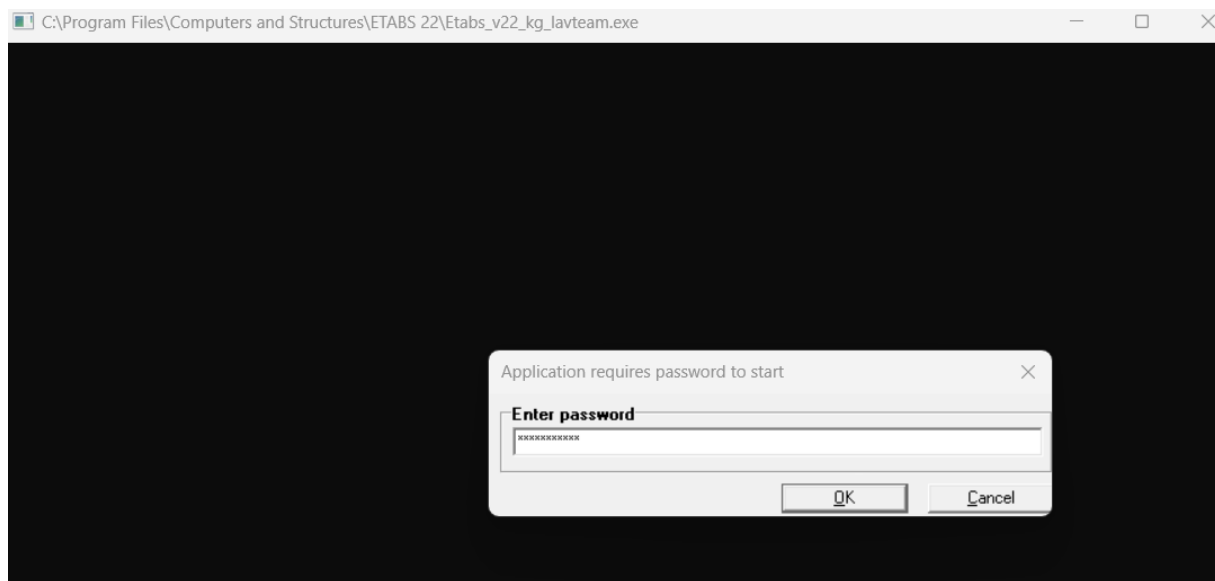 C:\Program Files\Computers and Structures\ETABS 22\Etabs_v22_kg_lavteam.exe
Application requires password to start
Enter password
***********
OK
Cancel